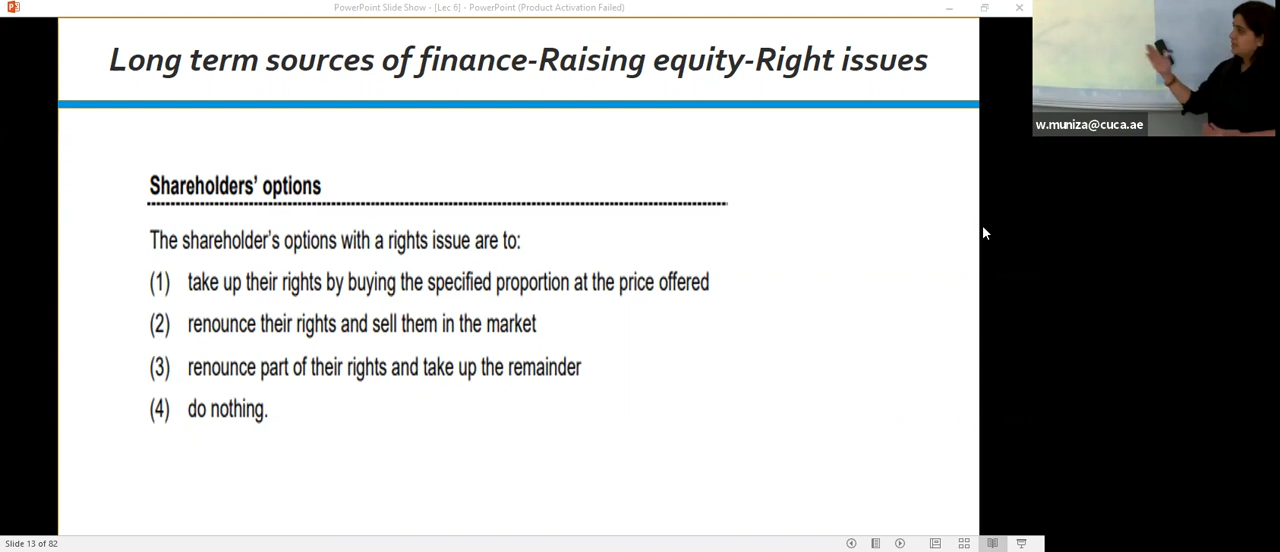 PowerPoint Slide Show - [Lec 6] - PowerPoint (Product Activation Failed)
Long term sources of finance-Raising equity-Right issues
w.muniza@cuca.ae
Shareholders' options
The shareholder's options with a rights issue are to:
(1) take up their rights by buying the specified proportion at the price offered
(2) renounce their rights and sell them in the market
(3) renounce part of their rights and take up the remainder
(4) do nothing.
Slide 13 of 82